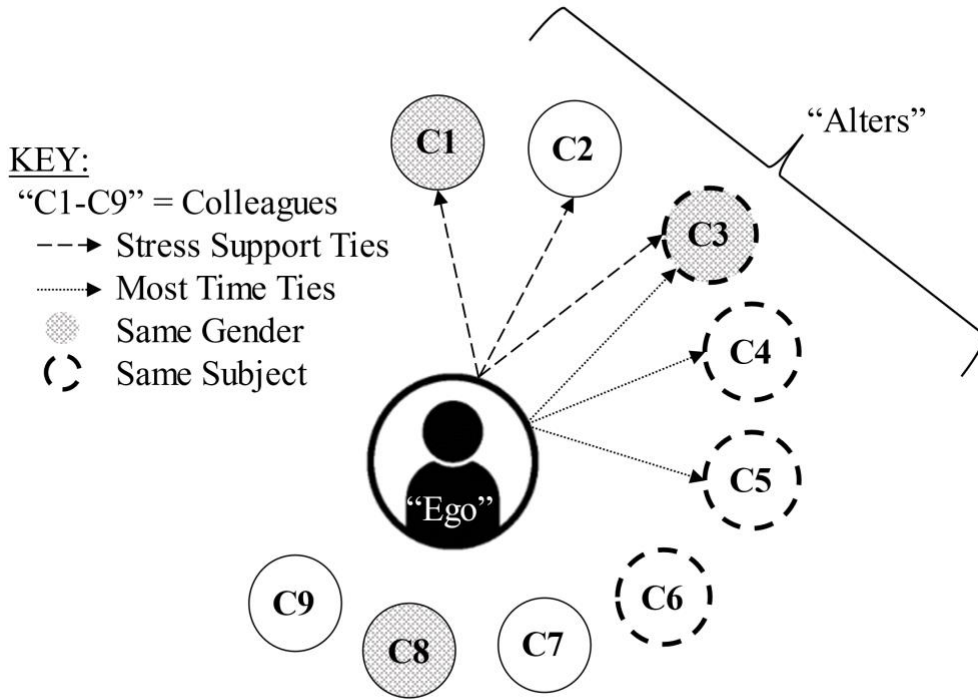 “Alters”
C1
C2
KEY:
“C1-C9” = Colleagues
Stress Support Ties
Most Time Ties
Same Gender
Same Subject
C3
C4
C5
“Ego”
C6
C9
C8
C7